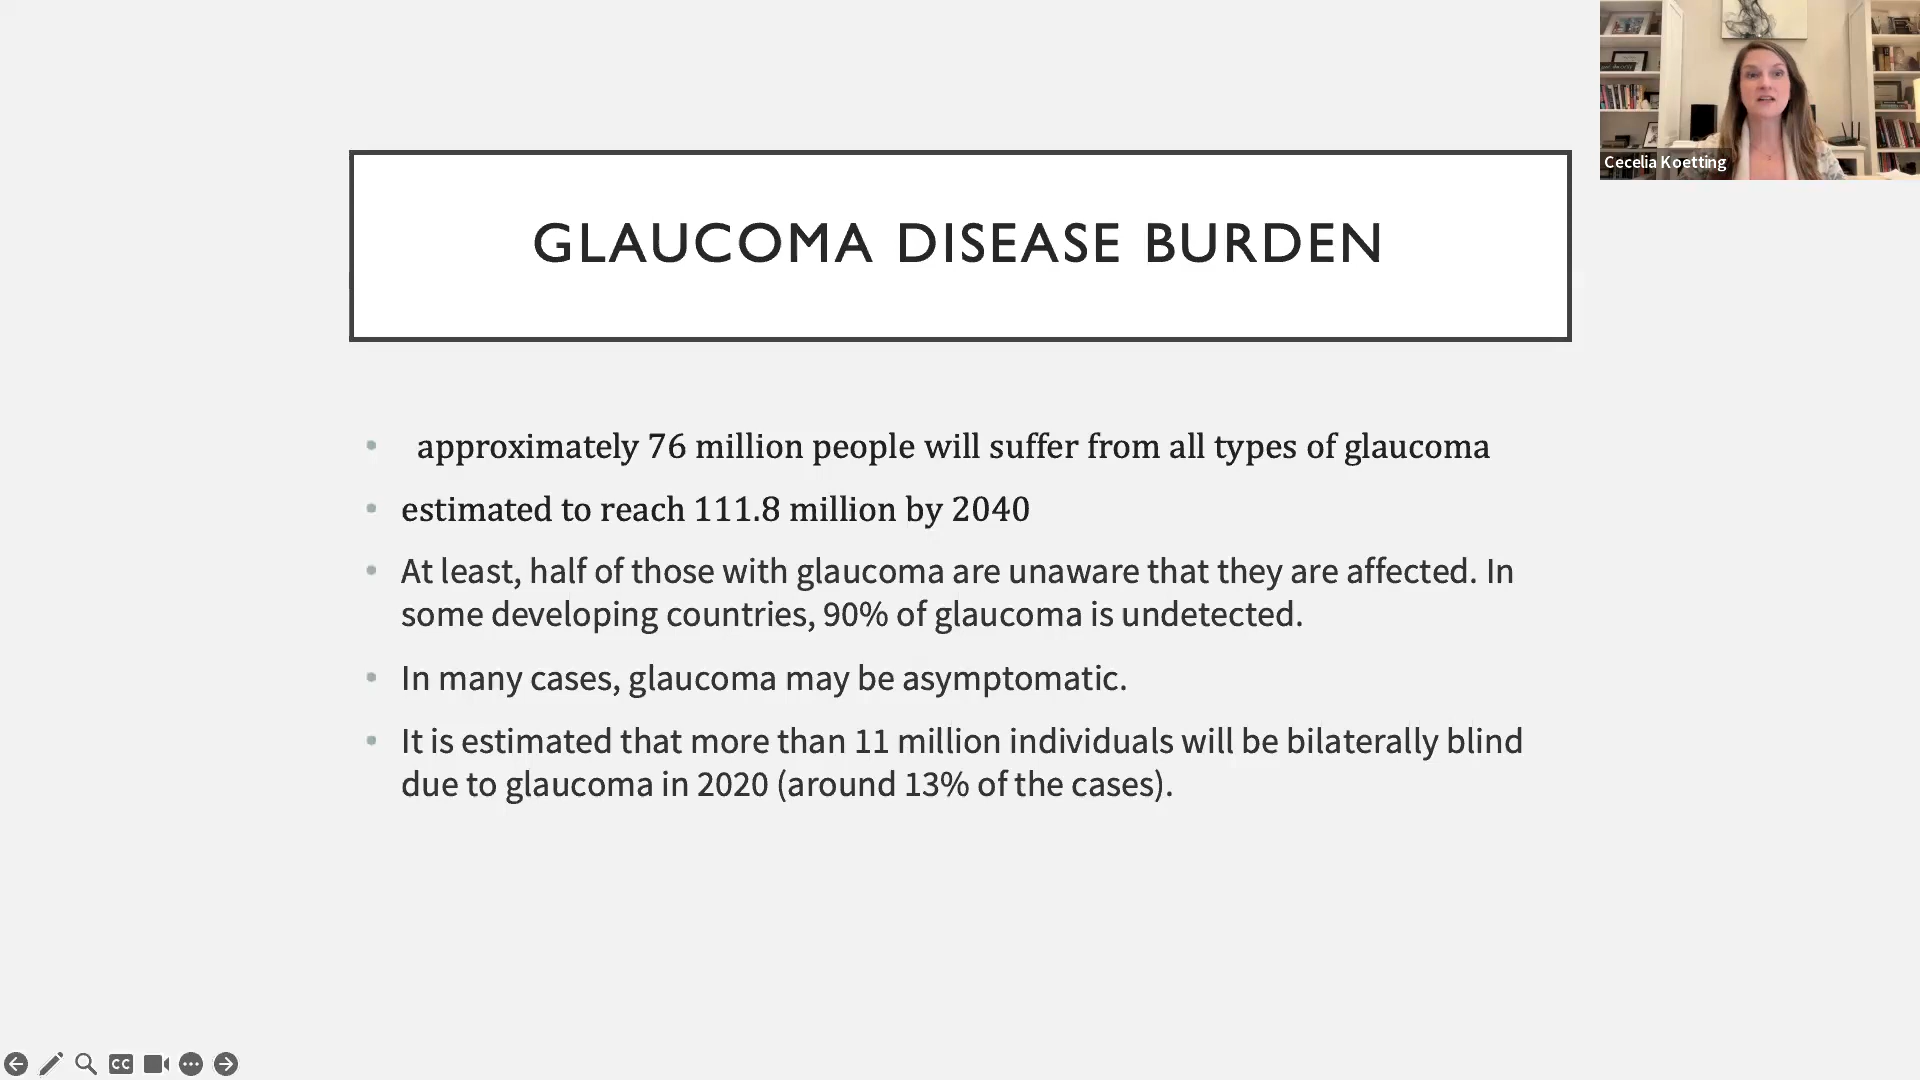 Cecelia Koetting
GLAUCOMA DISEASE BURDEN
• approximately 76 million people will suffer from all types of glaucoma
• estimated to reach 111.8 million by 2040
• At least, half of those with glaucoma are unaware that they are affected. In
some developing countries, 90% of glaucoma is undetected.
• In many cases, glaucoma may be asymptomatic.
• It is estimated that more than 11 million individuals will be bilaterally blind
due to glaucoma in 2020 (around 13% of the cases).
CC